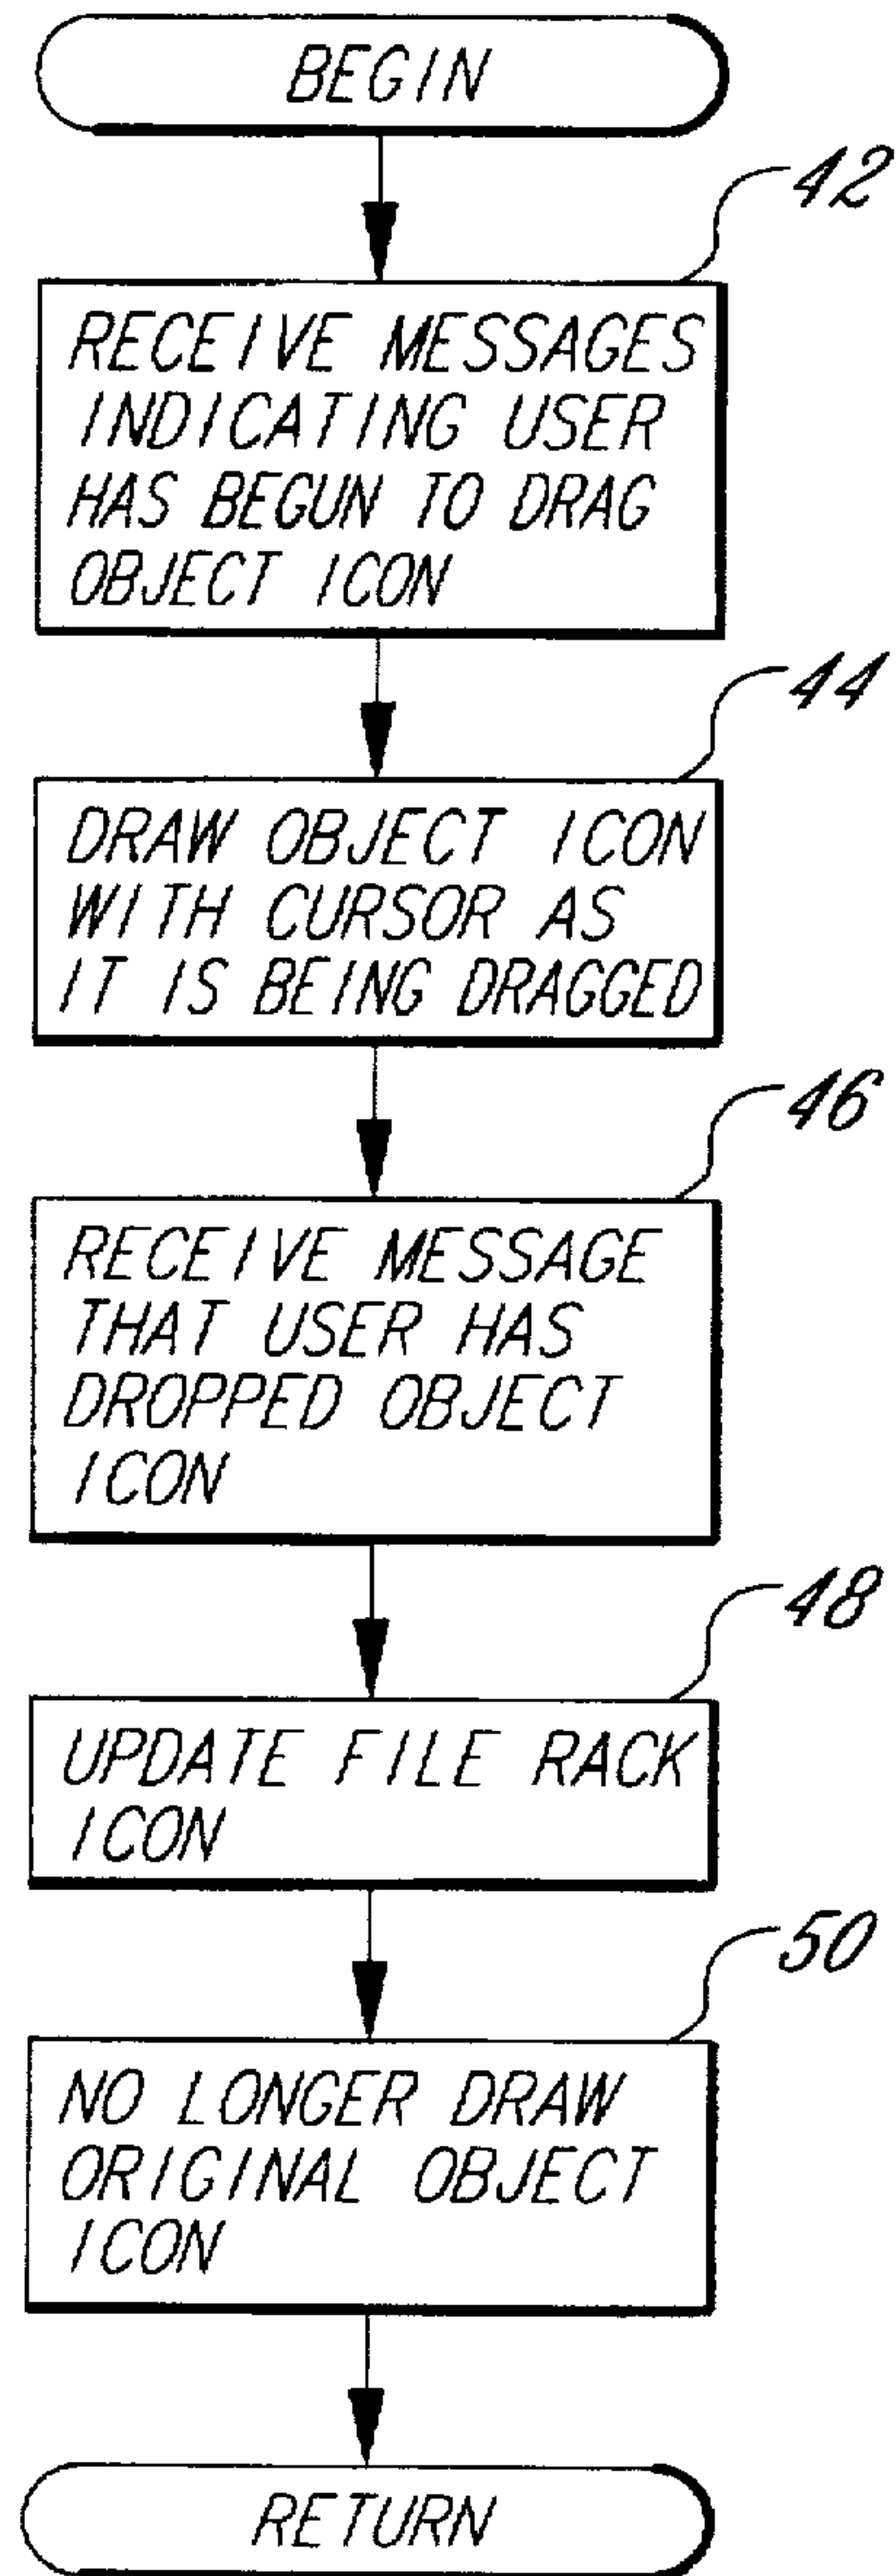 BEGIN
42
RECEIVE MESSAGES
INDICATING USER
HAS BEGUN TO DRAG
OBJECT ICON
44
DRAW OBJECT ICON
WITH CURSOR AS
IT IS BEING DRAGGED
46
RECEIVE MESSAGE
THAT USER HAS
DROPPED OBJECT
ICON
48
UPDATE FILE RACK
ICON
50
NO LONGER DRAW
ORIGINAL OBJECT
ICON
RETURN